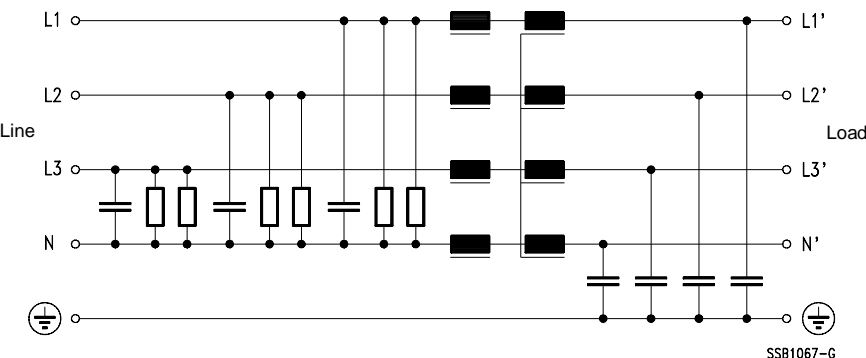 L1 L1'
L2 L2'
Line Load
L3 L3'
N N'
SSB1067-G